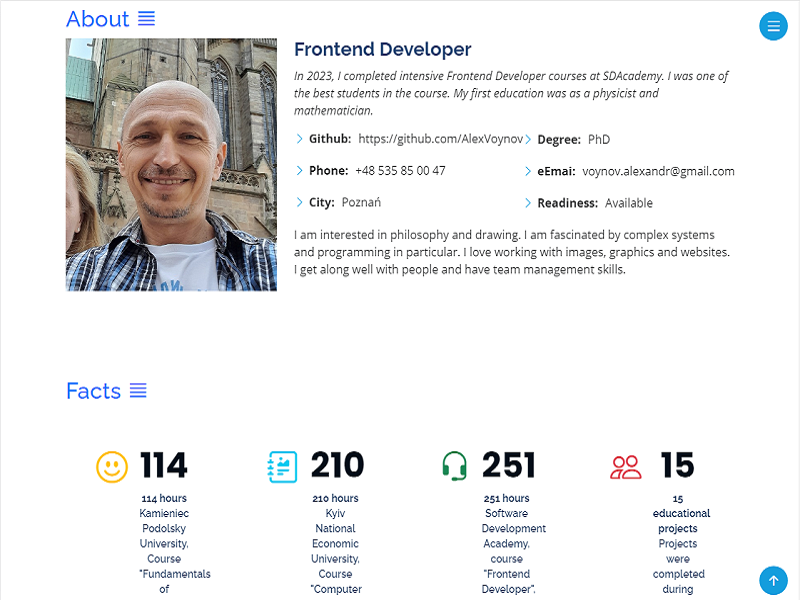 About
Frontend Developer
In 2023, I completed intensive Frontend Developer courses at SDAcademy. I was one of
the best students in the course. My first education was as a physicist and
mathematician.
Github: https://github.com/AlexVoynov
Degree: PhD
Phone: +48 535 85 00 47
eEmai: voynov.alexandr@gmail.com
City: Poznań
Readiness: Available
I am interested in philosophy and drawing. I am fascinated by complex systems
and programming in particular. I love working with images, graphics and websites.
I get along well with people and have team management skills.
Facts
114
114 hours
Kamieniec
Podolsky
University.
Course
"Fundamentals
of
210
210 hours
Kyiv
National
Economic
University.
Course
"Computer
251
251 hours
Software
Development
Academy.
course
"Frontend
Developer".
15
15
educational
projects
Projects
were
completed
during